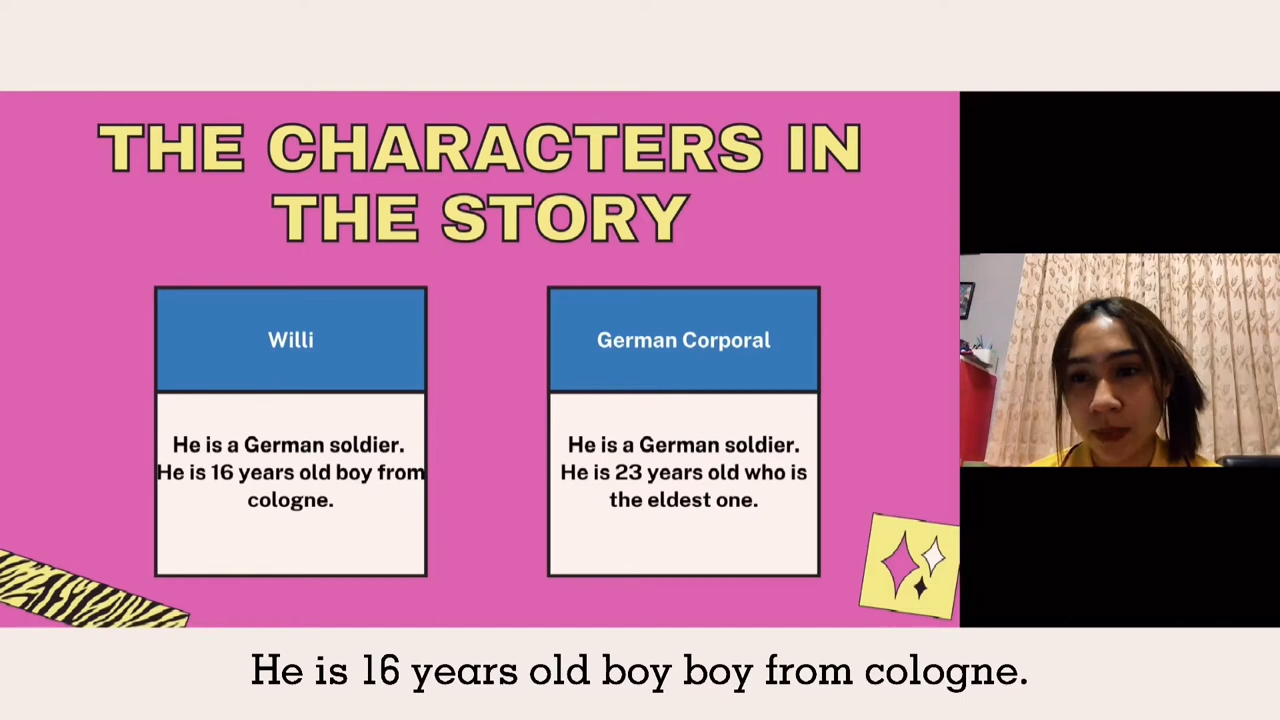 THE CHARACTERS IN
THE STORY
Willi
He is a German soldier.
He is 16 years old boy from
cologne.
German Corporal
He is a German soldier.
He is 23 years old who is
the eldest one.
He is 16 years old boy boy from cologne.